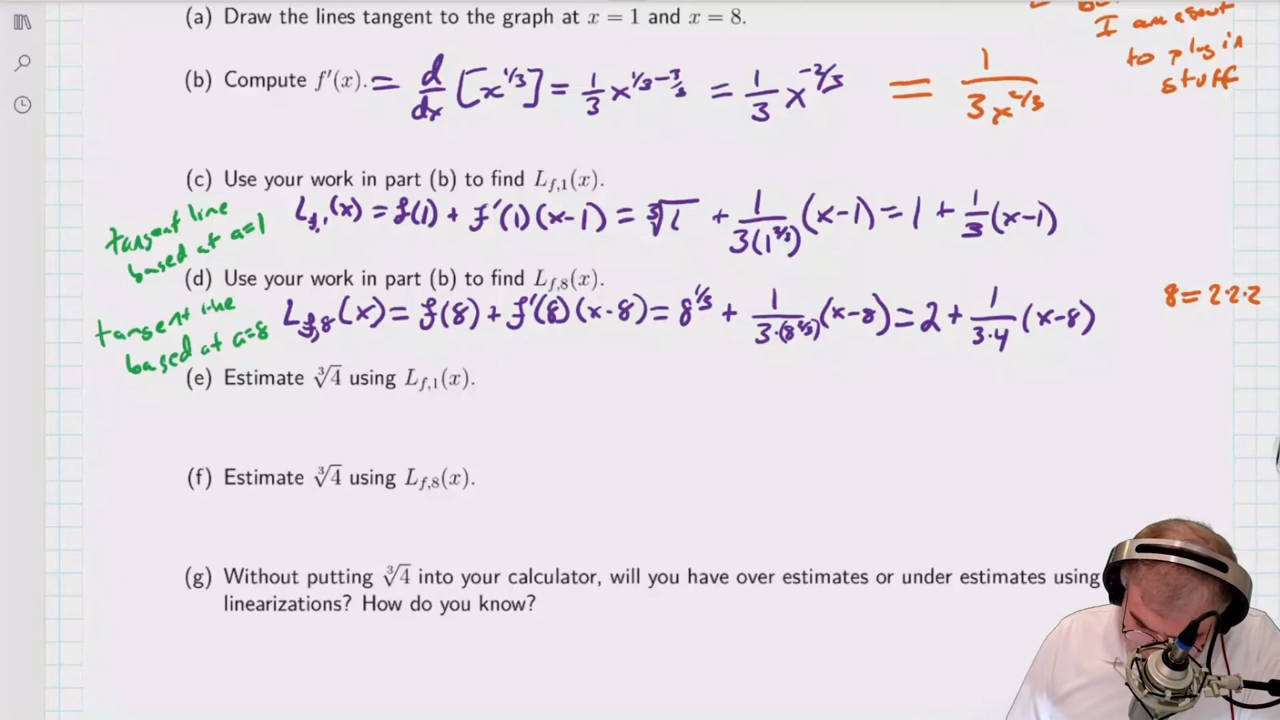 (a) Draw the lines tangent to the graph at x = 1 and x = 8.
I am about
to plug in
stuff
(b) Compute f′(x). = d/dx [x^{1/3}] = 1/3 x^{1/3 - 3/3} = 1/3 x^{-2/3} = 1/(3x^{2/3})
(c) Use your work in part (b) to find L_{f,1}(x).
tangent line
based at a=1
L_{f,1}(x) = f(1) + f′(1)(x-1) = ∛1 + 1/(3(1^{2/3})) (x-1) = 1 + 1/3 (x-1)
(d) Use your work in part (b) to find L_{f,8}(x).
tangent line
based at a=8
L_{f,8}(x) = f(8) + f′(8)(x-8) = 8^{1/3} + 1/(3·(8^{2/3})) (x-8) = 2 + 1/(3·4) (x-8)
8 = 2·2·2
(e) Estimate ∛4 using L_{f,1}(x).
(f) Estimate ∛4 using L_{f,8}(x).
(g) Without putting ∛4 into your calculator, will you have over estimates or under estimates using
linearizations? How do you know?